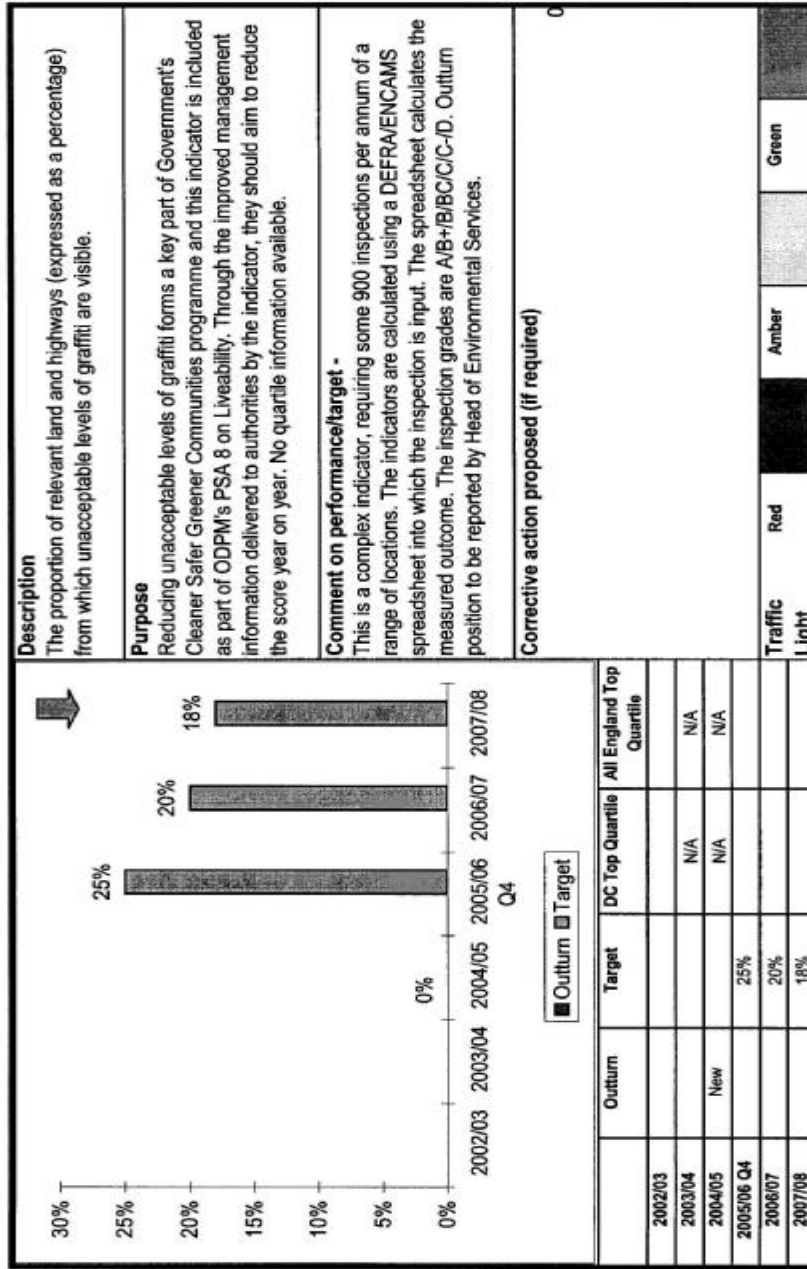 30%
25%
20%
15%
10%
5%
0%
0%
25%
20%
18%
2002/03 2003/04 2004/05 2005/06 2006/07 2007/08
Q4
Outturn Target
Outturn Target DC Top Quartile All England Top
Quartile
2002/03
2003/04 N/A N/A
2004/05 New N/A N/A
2005/06 Q4 25%
2006/07 20%
2007/08 18%
Description
The proportion of relevant land and highways (expressed as a percentage)
from which unacceptable levels of graffiti are visible.
Purpose
Reducing unacceptable levels of graffiti forms a key part of Government's
Cleaner Safer Greener Communities programme and this indicator is included
as part of ODPM's PSA 8 on Liveability. Through the improved management
information delivered to authorities by the indicator, they should aim to reduce
the score year on year. No quartile information available.
Comment on performance/target -
This is a complex indicator, requiring some 900 inspections per annum of a
range of locations. The indicators are calculated using a DEFRA/ENCAMS
spreadsheet into which the inspection is input. The spreadsheet calculates the
measured outcome. The inspection grades are A/B+/B/BC/C/C-/D. Outturn
position to be reported by Head of Environmental Services.
Corrective action proposed (if required)
0
Traffic Red Amber Green
Light